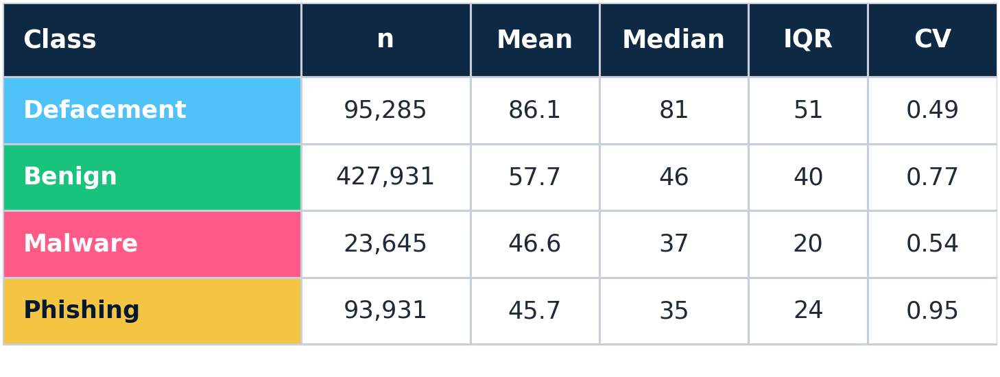 Class n Mean Median IQR CV
Defacement 95,285 86.1 81 51 0.49
Benign 427,931 57.7 46 40 0.77
Malware 23,645 46.6 37 20 0.54
Phishing 93,931 45.7 35 24 0.95